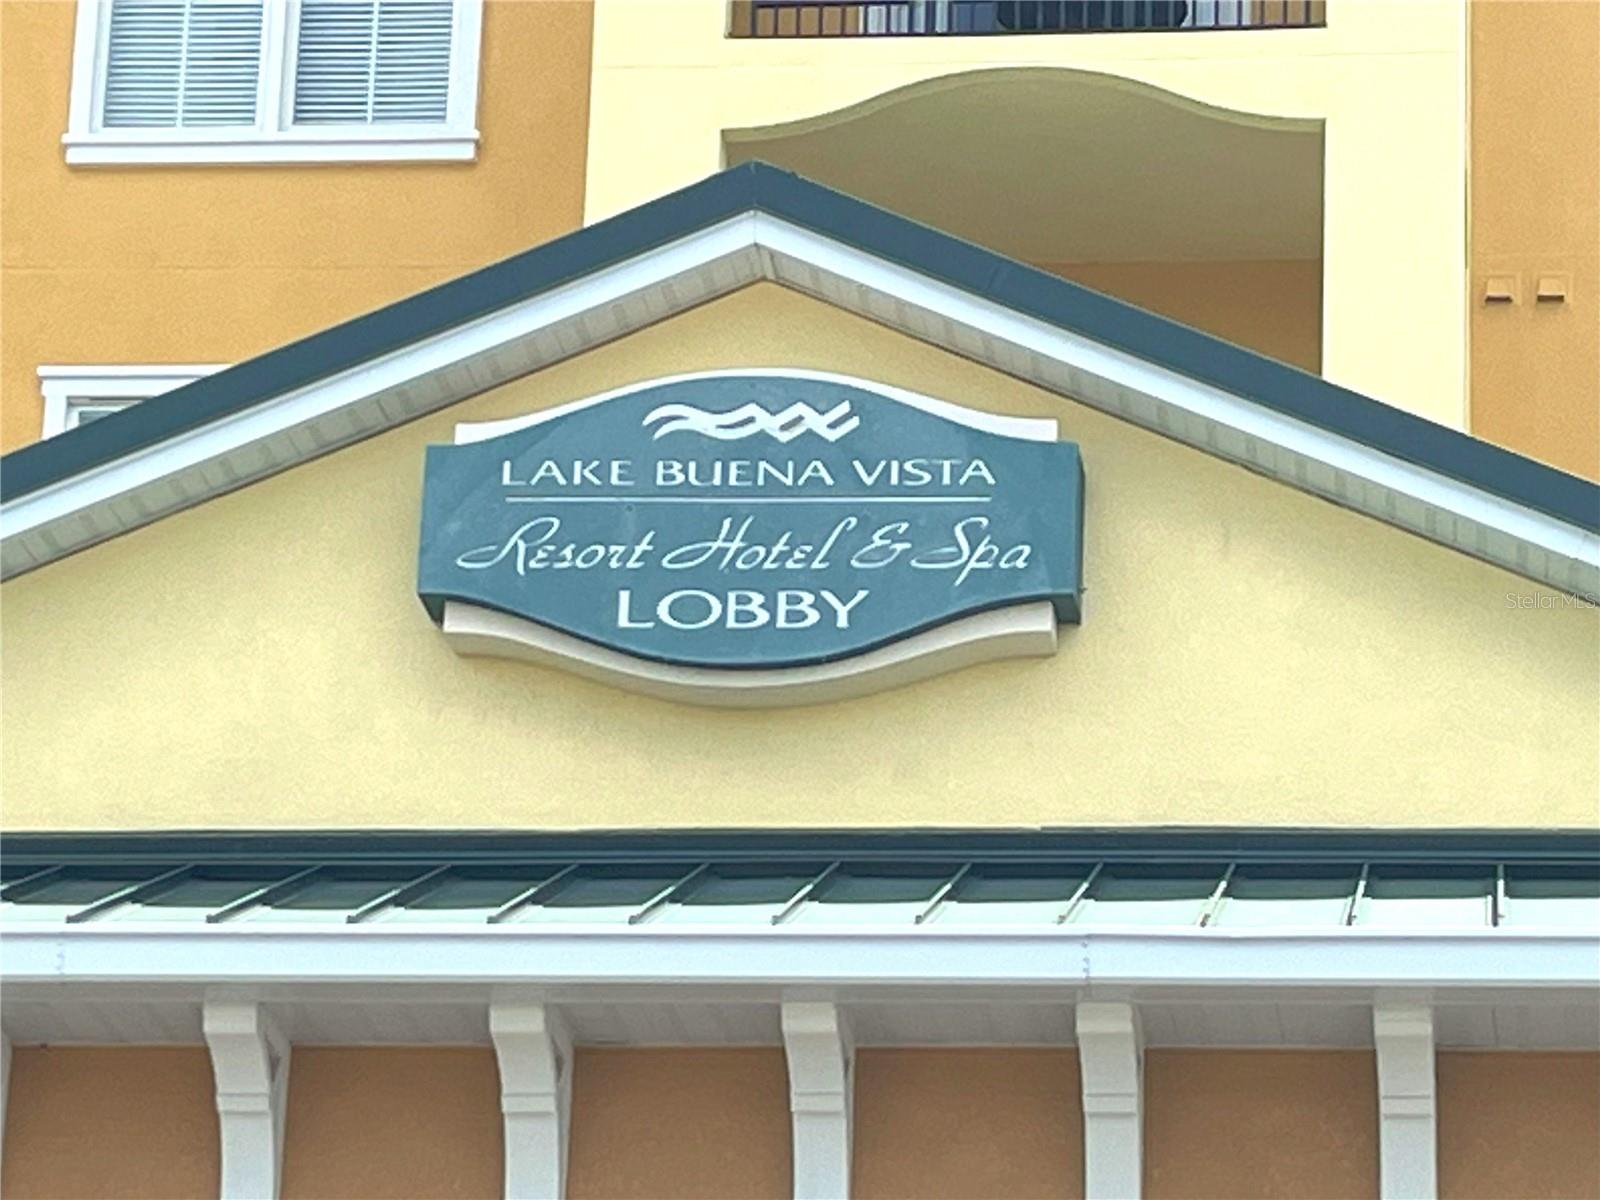 LAKE BUENA VISTA
Resort Hotel & Spa
LOBBY
Stellar MLS